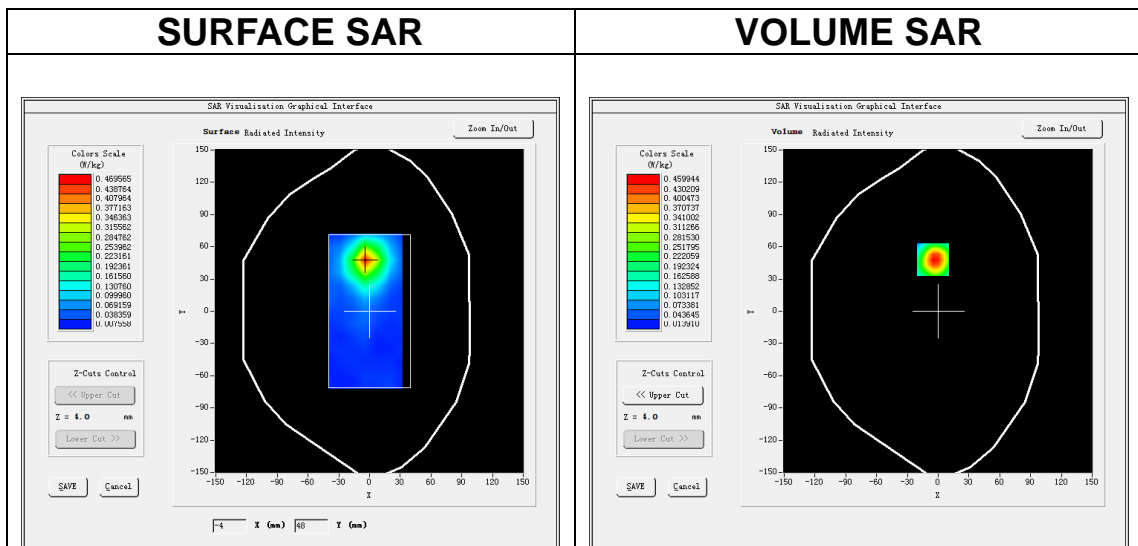 SURFACE SAR
VOLUME SAR
SAR Visualisation Graphical Interface
Surface Radiated Intensity
Zoom In/Out
Colors Scale
(W/kg)
0.469565
0.438764
0.407964
0.377163
0.346363
0.315562
0.284762
0.253962
0.223161
0.192361
0.161560
0.130760
0.099960
0.069159
0.038359
0.007558
150
120
90
60
30
0
-30
-60
-90
-120
-150
Y
-150 -120 -90 -60 -30 0 30 60 90 120 150
X
Z-Cuts Control
<< Upper Cut
Z = 4.0 mm
Lower Cut >>
SAVE Cancel
-4 X (mm) 48 Y (mm)
SAR Visualisation Graphical Interface
Volume Radiated Intensity
Zoom In/Out
Colors Scale
(W/kg)
0.459944
0.430209
0.400473
0.370737
0.341002
0.311266
0.281530
0.251795
0.222059
0.192324
0.162588
0.132852
0.103117
0.073381
0.043645
0.013910
150
120
90
60
30
0
-30
-60
-90
-120
-150
Y
-150 -120 -90 -60 -30 0 30 60 90 120 150
X
Z-Cuts Control
<< Upper Cut
Z = 4.0 mm
Lower Cut >>
SAVE Cancel